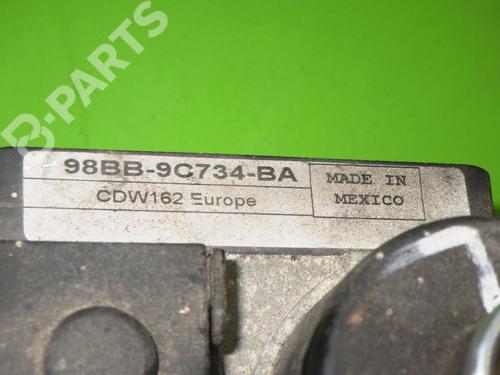 B-PARTS
98BB-9C734-BA
CDW162 Europe
MADE IN
MEXICO